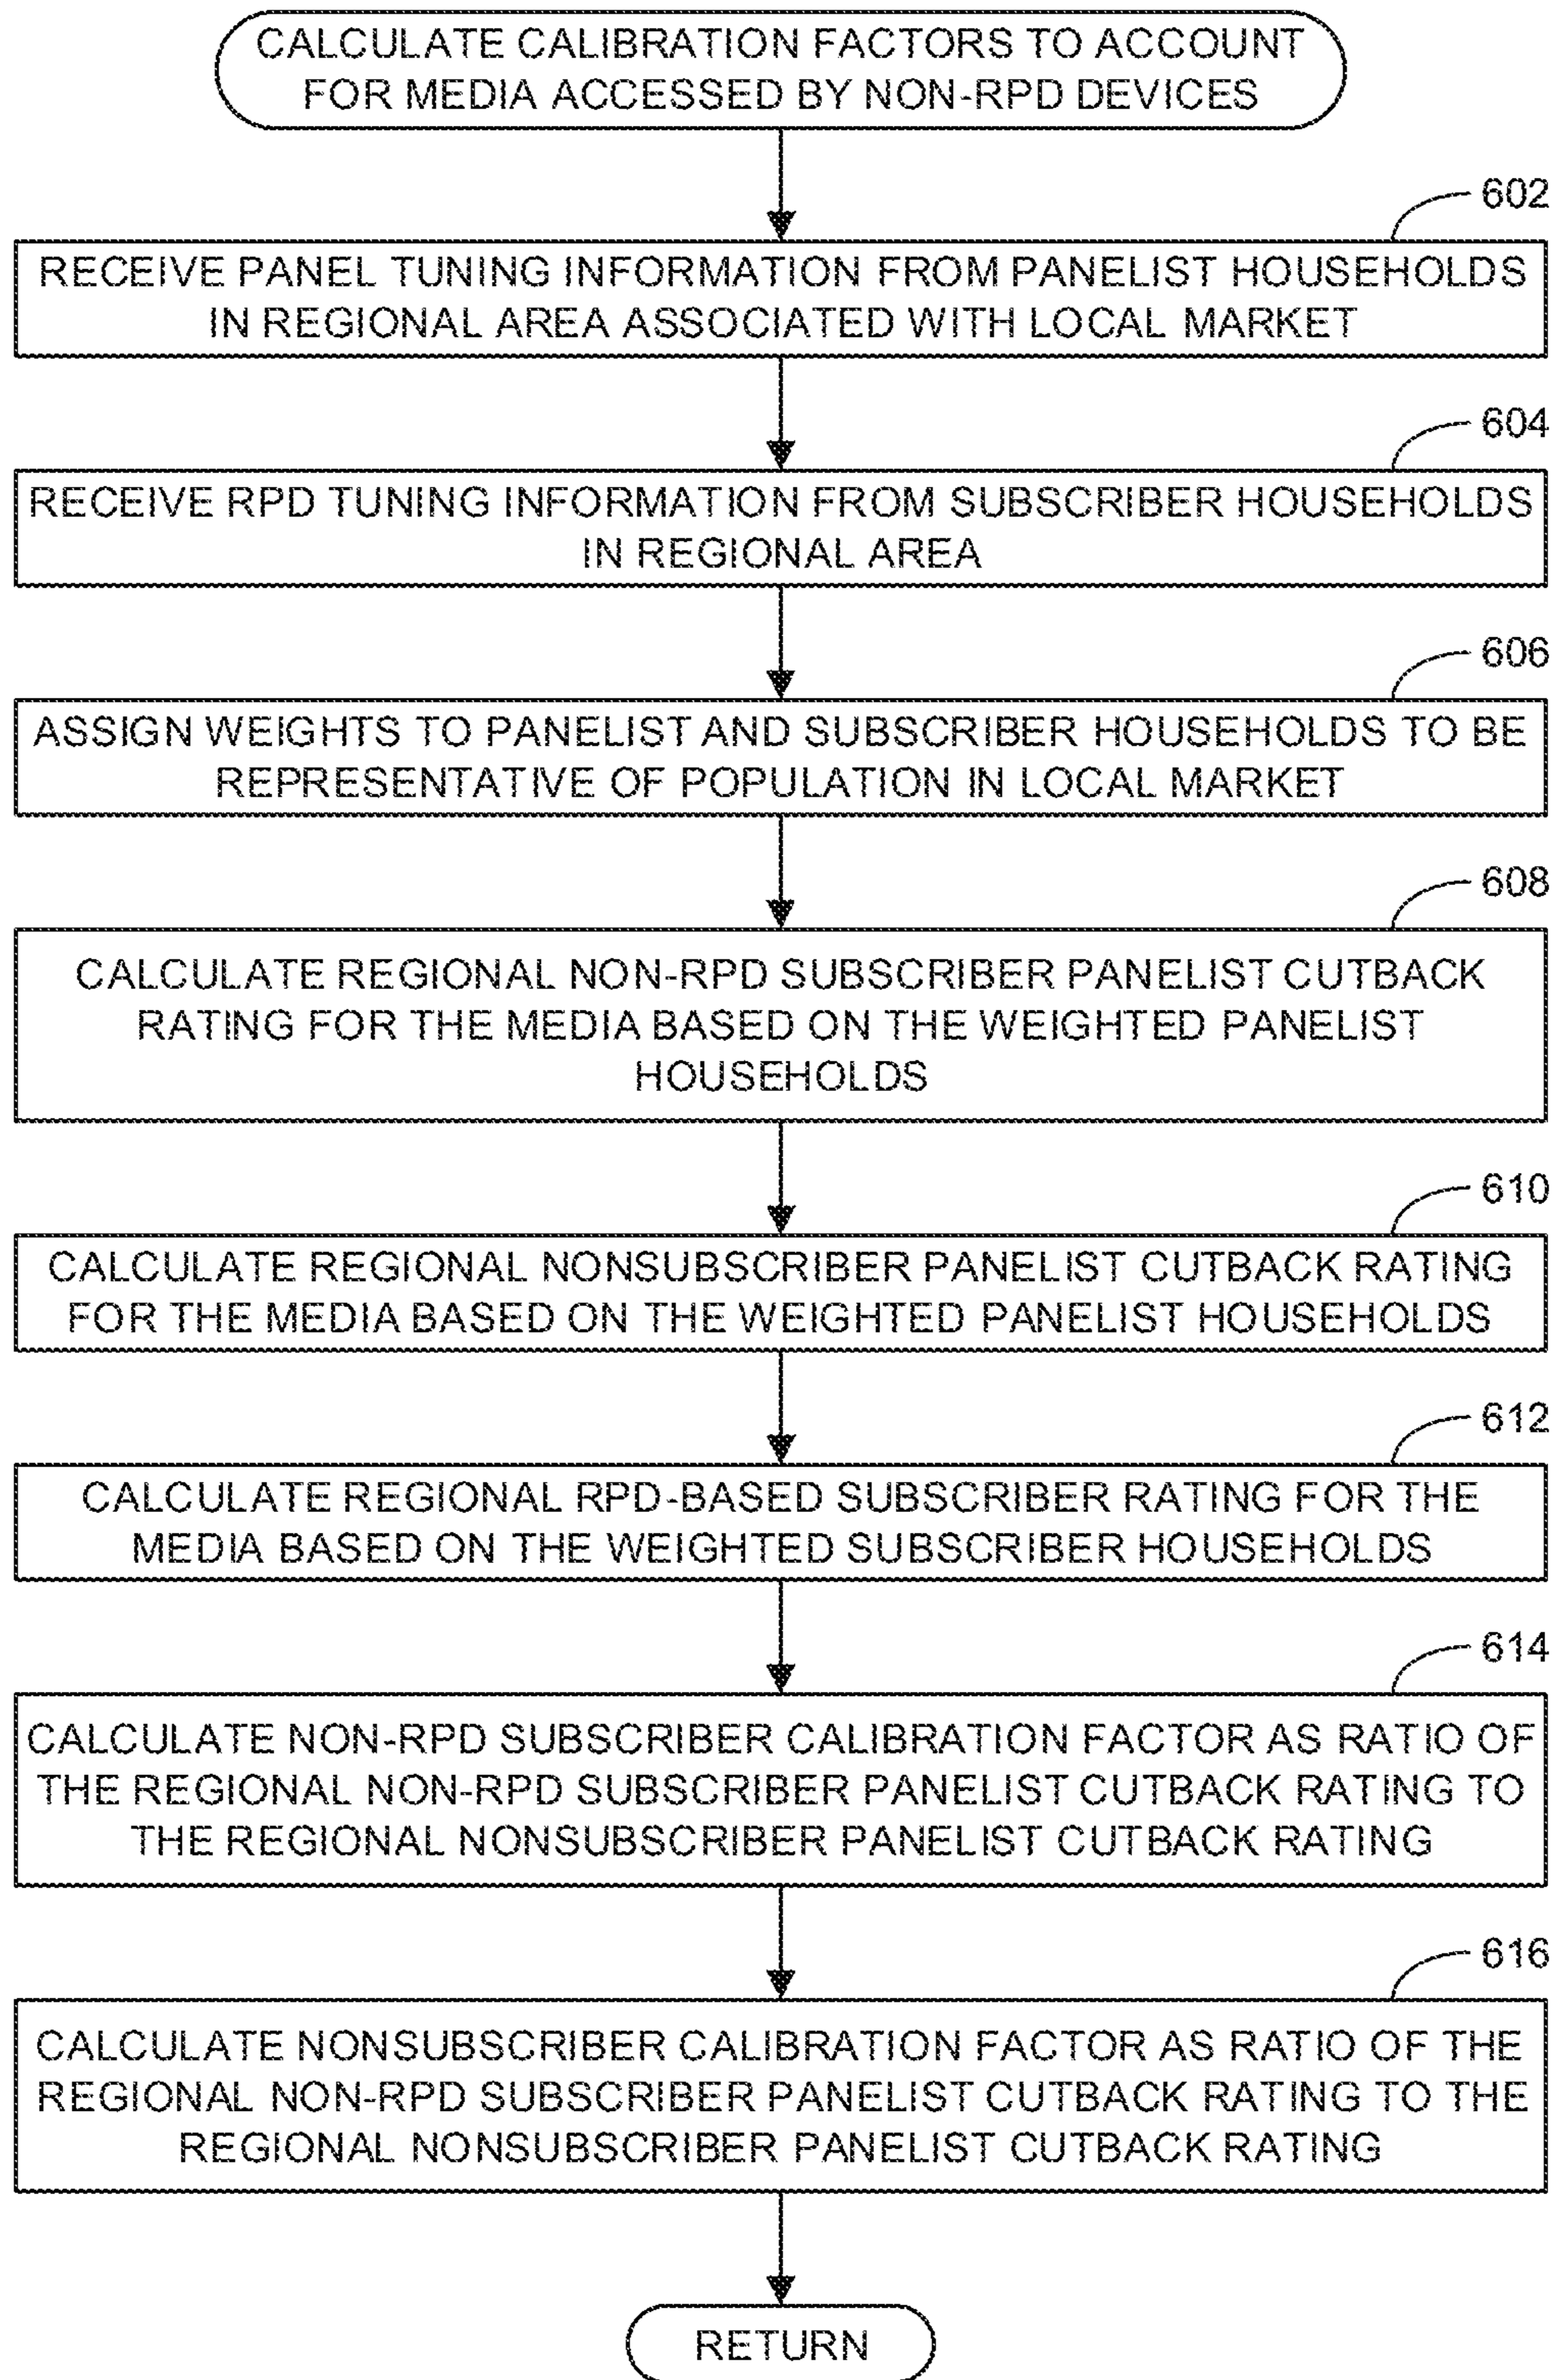 CALCULATE CALIBRATION FACTORS TO ACCOUNT
FOR MEDIA ACCESSED BY NON-RPD DEVICES
602
RECEIVE PANEL TUNING INFORMATION FROM PANELIST HOUSEHOLDS
IN REGIONAL AREA ASSOCIATED WITH LOCAL MARKET
604
RECEIVE RPD TUNING INFORMATION FROM SUBSCRIBER HOUSEHOLDS
IN REGIONAL AREA
606
ASSIGN WEIGHTS TO PANELIST AND SUBSCRIBER HOUSEHOLDS TO BE
REPRESENTATIVE OF POPULATION IN LOCAL MARKET
608
CALCULATE REGIONAL NON-RPD SUBSCRIBER PANELIST CUTBACK
RATING FOR THE MEDIA BASED ON THE WEIGHTED PANELIST
HOUSEHOLDS
610
CALCULATE REGIONAL NONSUBSCRIBER PANELIST CUTBACK RATING
FOR THE MEDIA BASED ON THE WEIGHTED PANELIST HOUSEHOLDS
612
CALCULATE REGIONAL RPD-BASED SUBSCRIBER RATING FOR THE
MEDIA BASED ON THE WEIGHTED SUBSCRIBER HOUSEHOLDS
614
CALCULATE NON-RPD SUBSCRIBER CALIBRATION FACTOR AS RATIO OF
THE REGIONAL NON-RPD SUBSCRIBER PANELIST CUTBACK RATING TO
THE REGIONAL NONSUBSCRIBER PANELIST CUTBACK RATING
616
CALCULATE NONSUBSCRIBER CALIBRATION FACTOR AS RATIO OF THE
REGIONAL NON-RPD SUBSCRIBER PANELIST CUTBACK RATING TO THE
REGIONAL NONSUBSCRIBER PANELIST CUTBACK RATING
RETURN